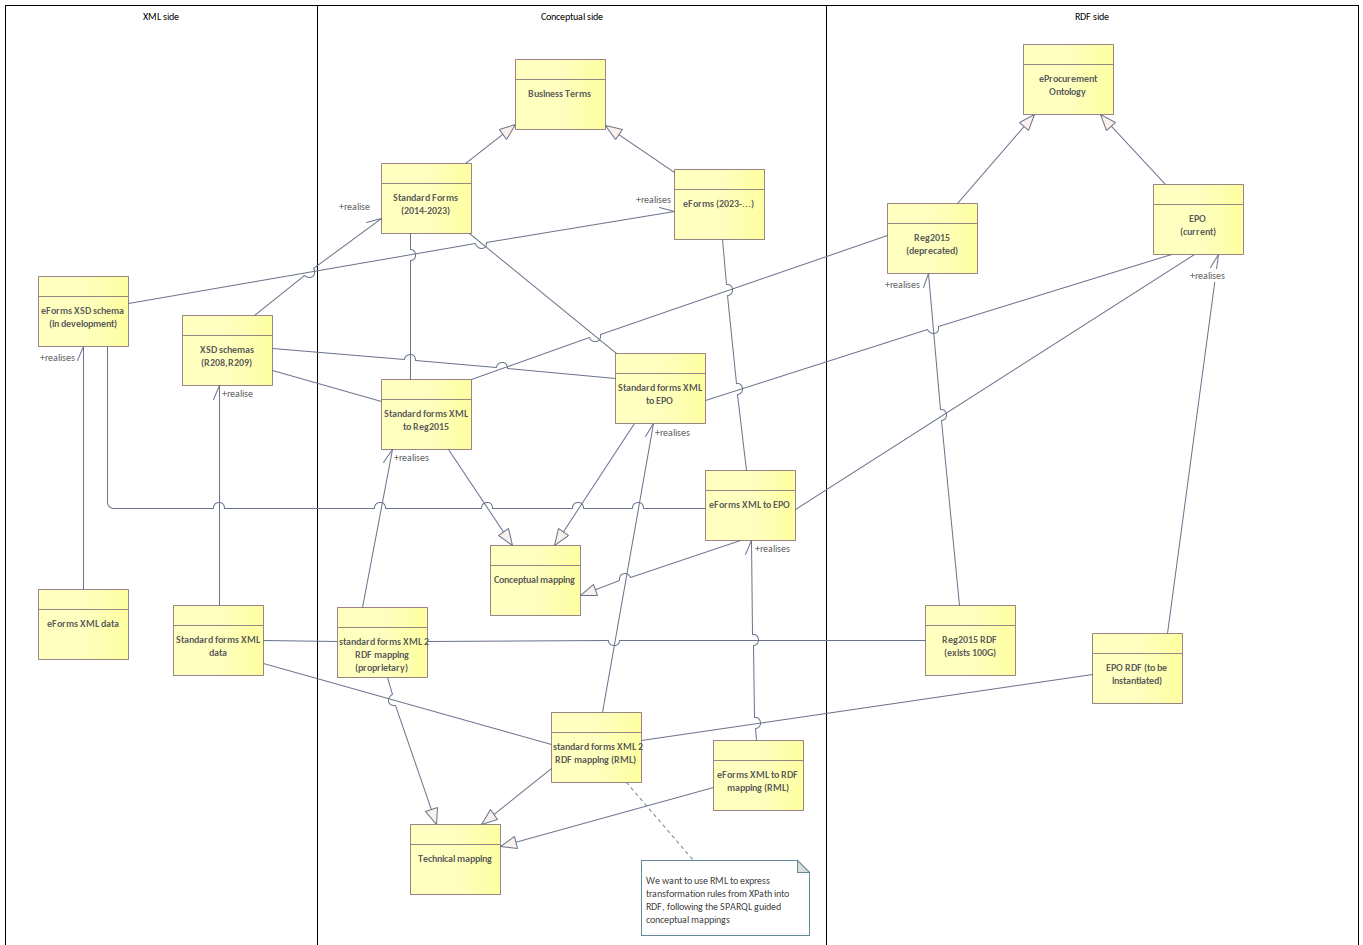 XML side
Conceptual side
RDF side
Business Terms
eProcurement
Ontology
Standard Forms
(2014-2023)
+realise
+realises
eForms (2023-...)
Reg2015
(deprecated)
EPO
(current)
+realises
+realises
eForms XSD schema
(in development)
+realises
XSD schemas
(R208,R209)
+realise
Standard forms XML
to Reg2015
+realises
Standard forms XML
to EPO
+realises
eForms XML to EPO
+realises
Conceptual mapping
eForms XML data
Standard forms XML
data
standard forms XML 2
RDF mapping
(proprietary)
Reg2015 RDF
(exists 100G)
EPO RDF (to be
instantiated)
standard forms XML 2
RDF mapping (RML)
eForms XML to RDF
mapping (RML)
Technical mapping
We want to use RML to express
transformation rules from XPath into
RDF, following the SPARQL guided
conceptual mappings